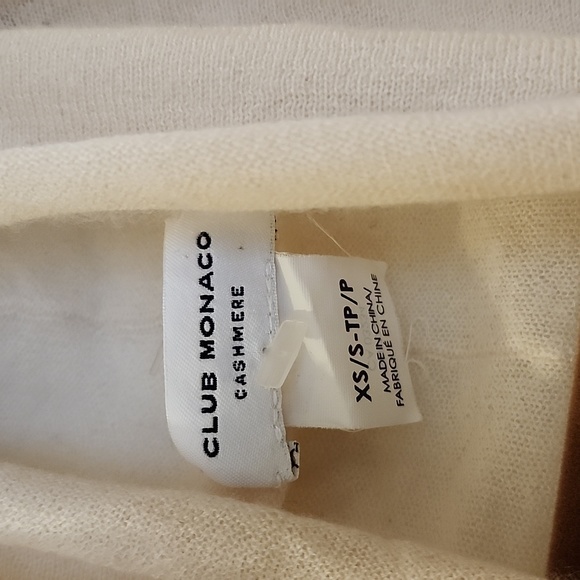 CLUB MONACO
CASHMERE
XS/S-TP/P
MADE IN CHINA/
FABRIQUÉ EN CHINE